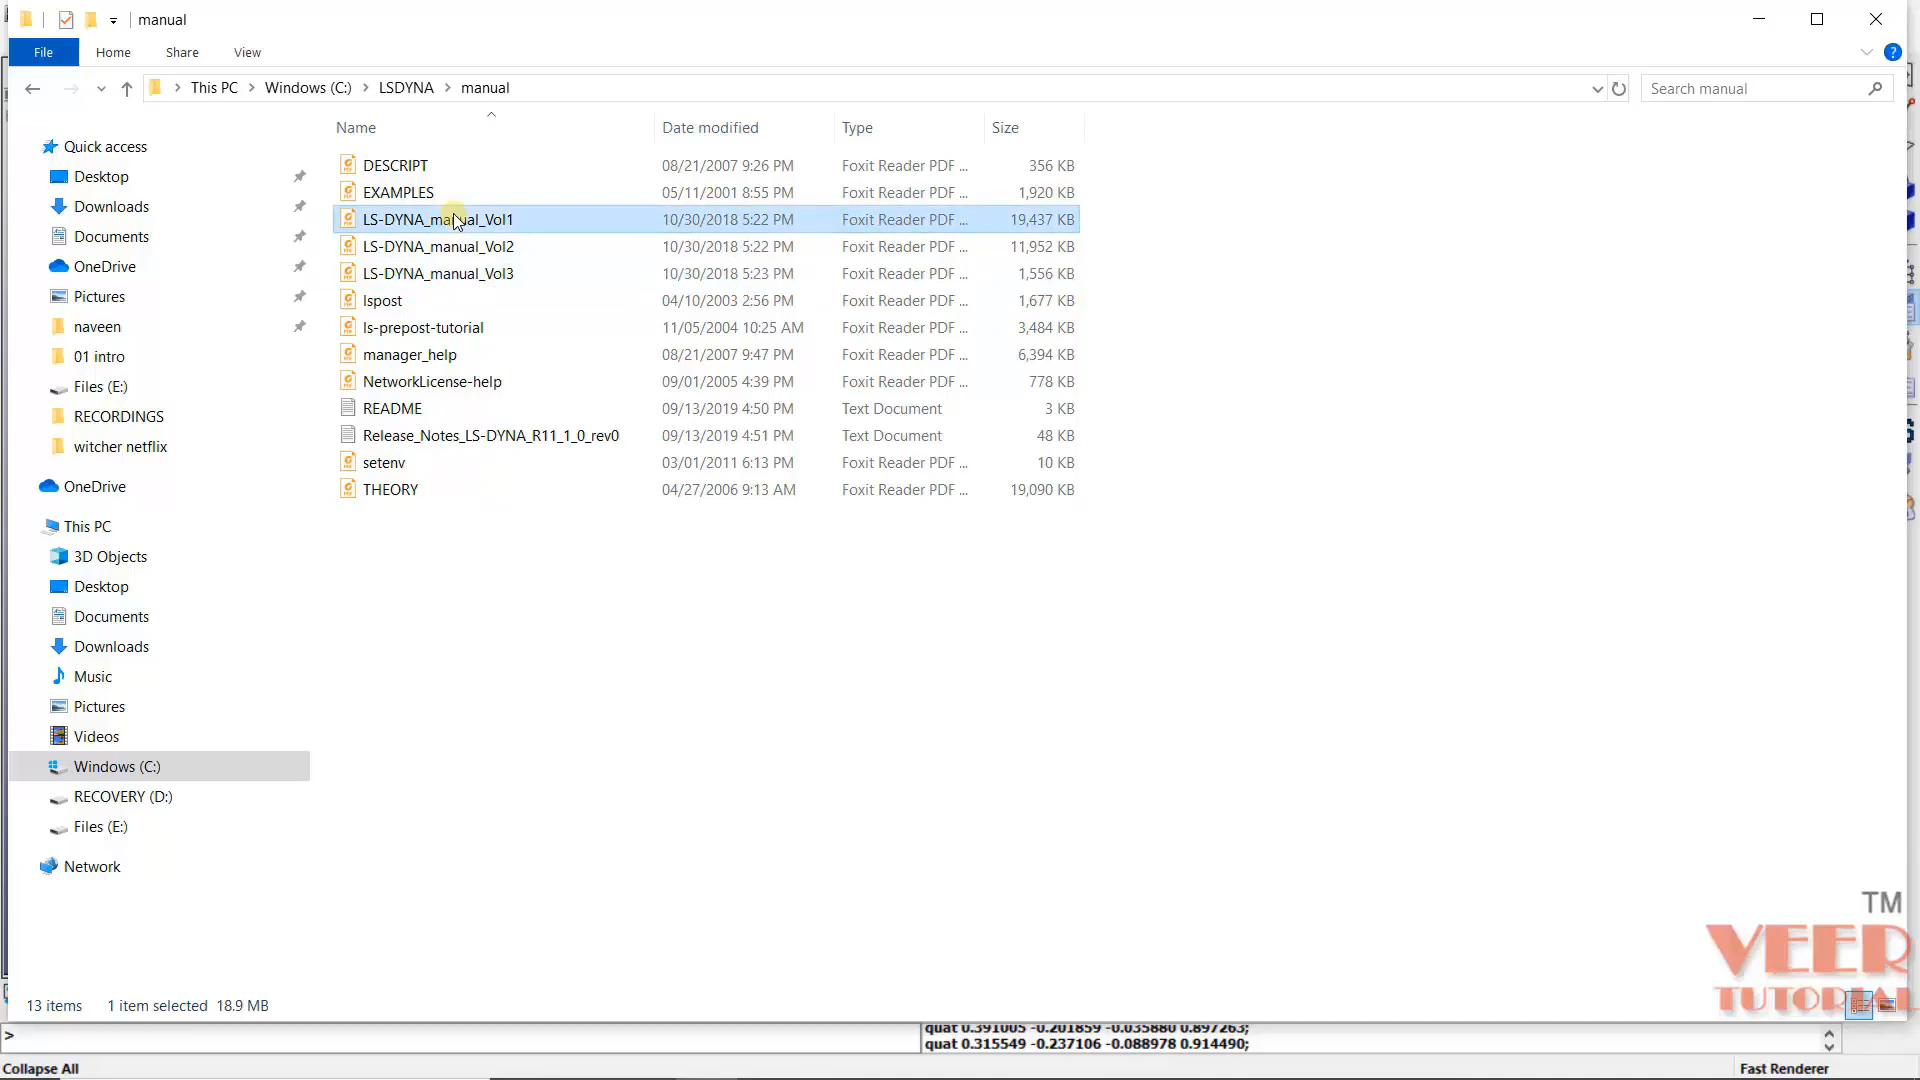 manual
File Home Share View
This PC Windows (C:) LSDYNA manual
Search manual
Name Date modified Type Size
DESCRIPT 08/21/2007 9:26 PM Foxit Reader PDF ... 356 KB
EXAMPLES 05/11/2001 8:55 PM Foxit Reader PDF ... 1,920 KB
LS-DYNA_manual_Vol1 10/30/2018 5:22 PM Foxit Reader PDF ... 19,437 KB
LS-DYNA_manual_Vol2 10/30/2018 5:22 PM Foxit Reader PDF ... 11,952 KB
LS-DYNA_manual_Vol3 10/30/2018 5:23 PM Foxit Reader PDF ... 1,556 KB
lspost 04/10/2003 2:56 PM Foxit Reader PDF ... 1,677 KB
ls-prepost-tutorial 11/05/2004 10:25 AM Foxit Reader PDF ... 3,484 KB
manager_help 08/21/2007 9:47 PM Foxit Reader PDF ... 6,394 KB
NetworkLicense-help 09/01/2005 4:39 PM Foxit Reader PDF ... 778 KB
README 09/13/2019 4:50 PM Text Document 3 KB
Release_Notes_LS-DYNA_R11_1_0_rev0 09/13/2019 4:51 PM Text Document 48 KB
setenv 03/01/2011 6:13 PM Foxit Reader PDF ... 10 KB
THEORY 04/27/2006 9:13 AM Foxit Reader PDF ... 19,090 KB
Quick access
Desktop
Downloads
Documents
OneDrive
Pictures
naveen
01 intro
Files (E:)
RECORDINGS
witcher netflix
OneDrive
This PC
3D Objects
Desktop
Documents
Downloads
Music
Pictures
Videos
Windows (C:)
RECOVERY (D:)
Files (E:)
Network
TM
VEER
TUTORIAL
13 items 1 item selected 18.9 MB
>
quat 0.391005 -0.201859 -0.035880 0.897263;
quat 0.315549 -0.237106 -0.088978 0.914490;
Collapse All
Fast Renderer